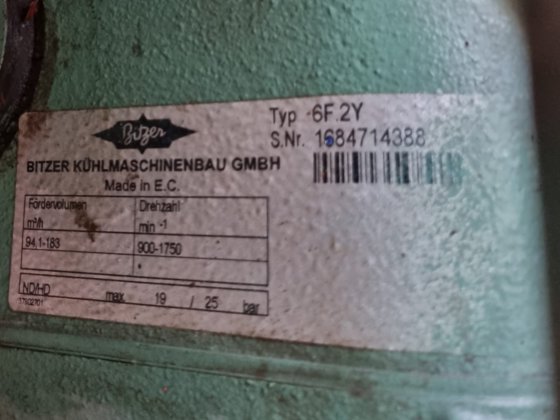 Bitzer
Typ 6F.2Y
S.Nr. 1684714388
BITZER KÜHLMASCHINENBAU GMBH
Made in E.C.
Fördervolumen Drehzahl
m³/h min -1
94,1-183 900-1750
ND/HD max 19 / 25 bar